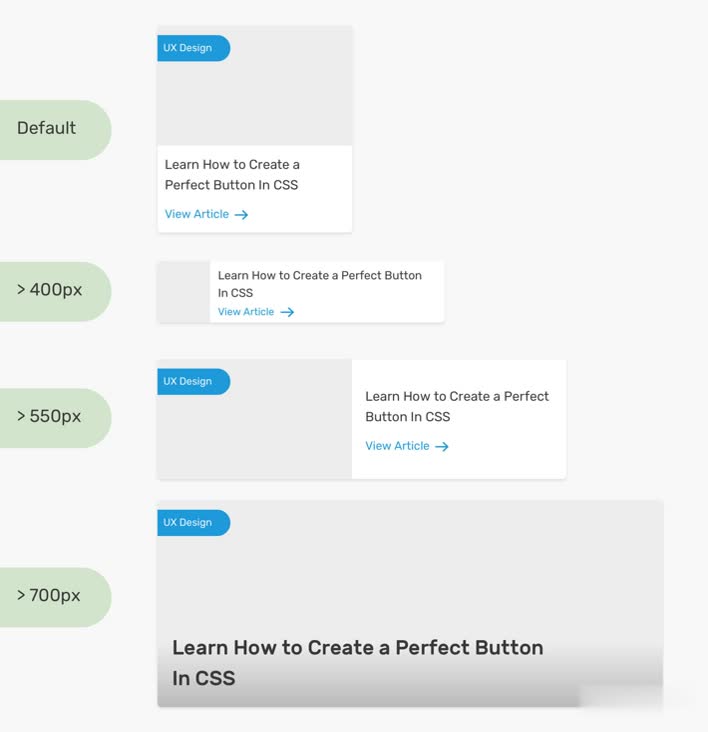 Default
UX Design
Learn How to Create a
Perfect Button In CSS
View Article
> 400px
Learn How to Create a Perfect Button
In CSS
View Article
> 550px
UX Design
Learn How to Create a Perfect
Button In CSS
View Article
> 700px
UX Design
Learn How to Create a Perfect Button
In CSS